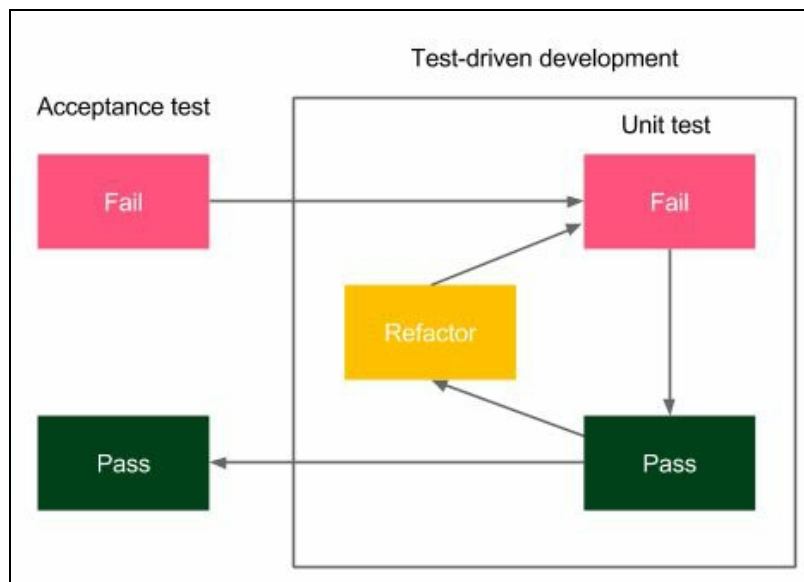 Test-driven development
Acceptance test
Unit test
Fail
Fail
Refactor
Pass
Pass